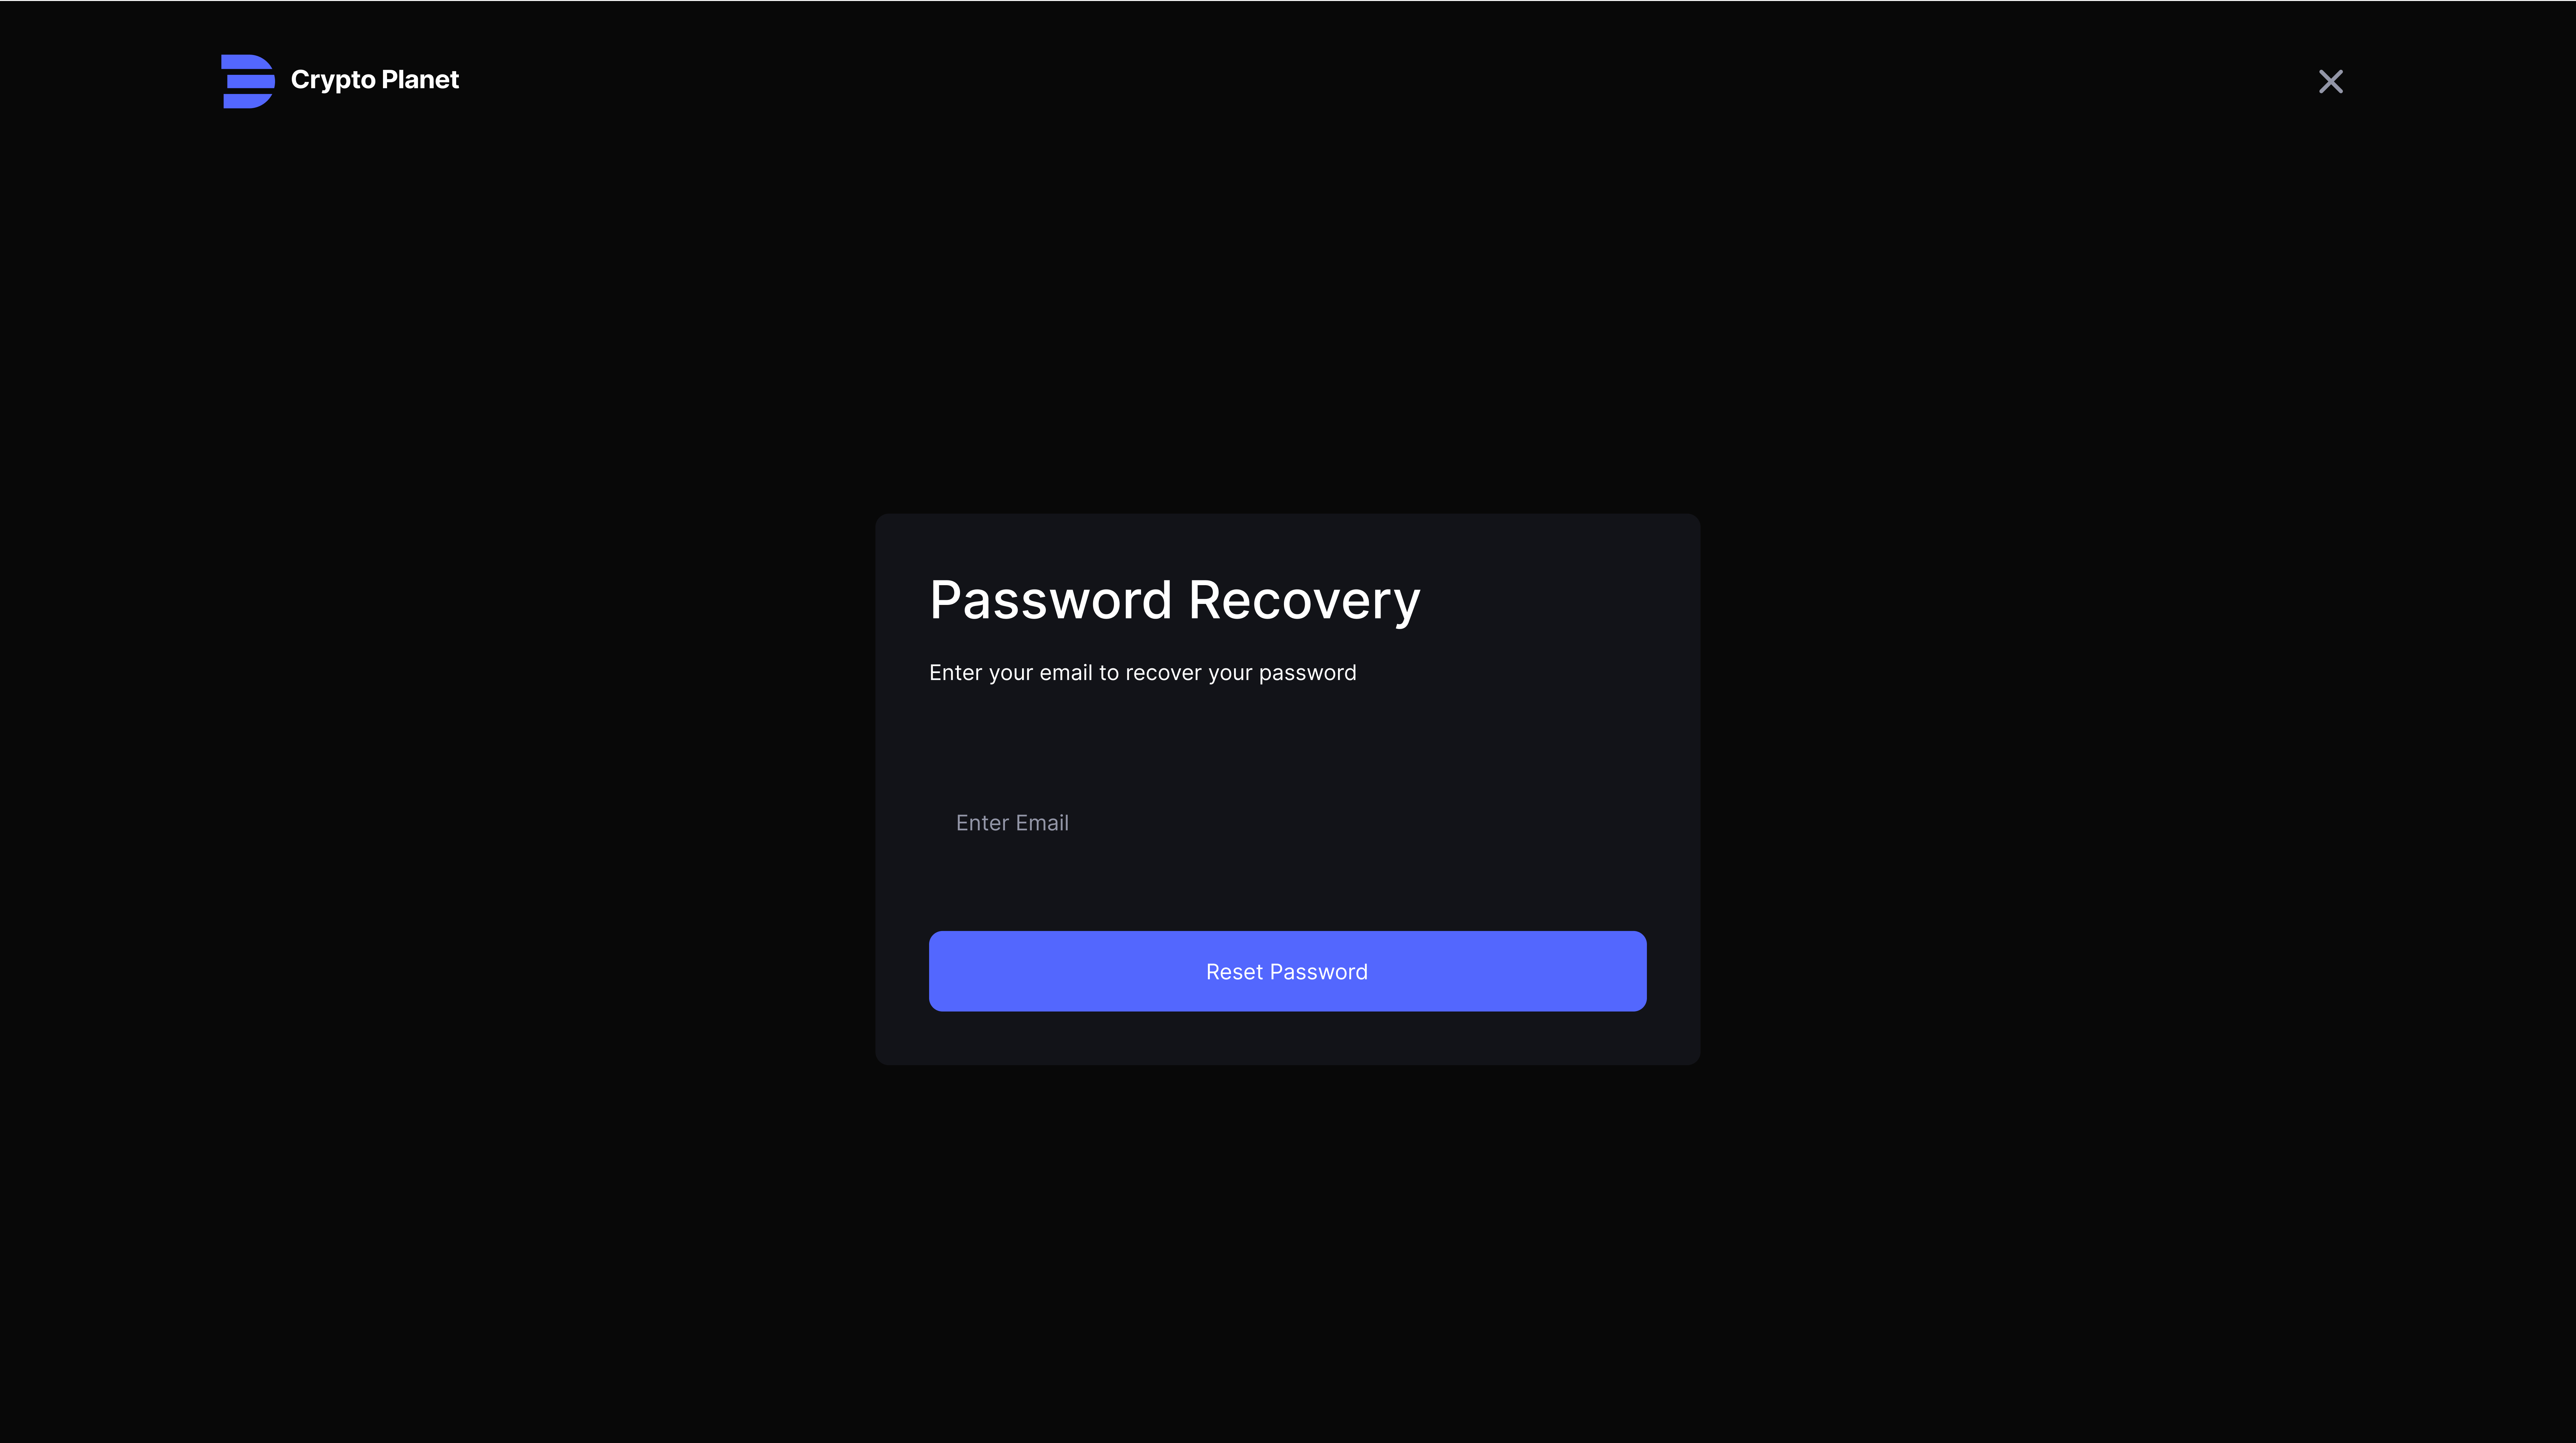 Crypto Planet
Password Recovery
Enter your email to recover your password
Enter Email
Reset Password